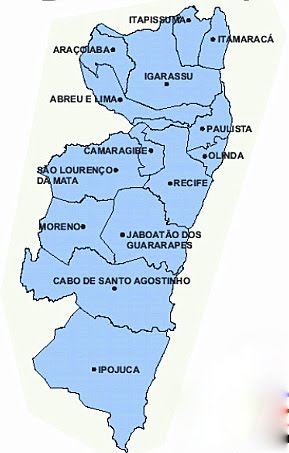 ITAPISSUMA
ITAMARACÁ
ARAÇOIABA
IGARASSU
ABREU E LIMA
PAULISTA
CAMARAGIBE
OLINDA
SÃO LOURENÇO
DA MATA
RECIFE
MORENO
JABOATÃO DOS
GUARARAPES
CABO DE SANTO AGOSTINHO
IPOJUCA